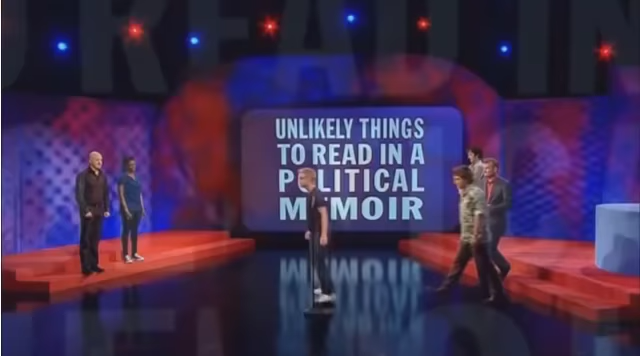 UNLIKELY THINGS
TO READ IN A
POLITICAL
MEMOIR